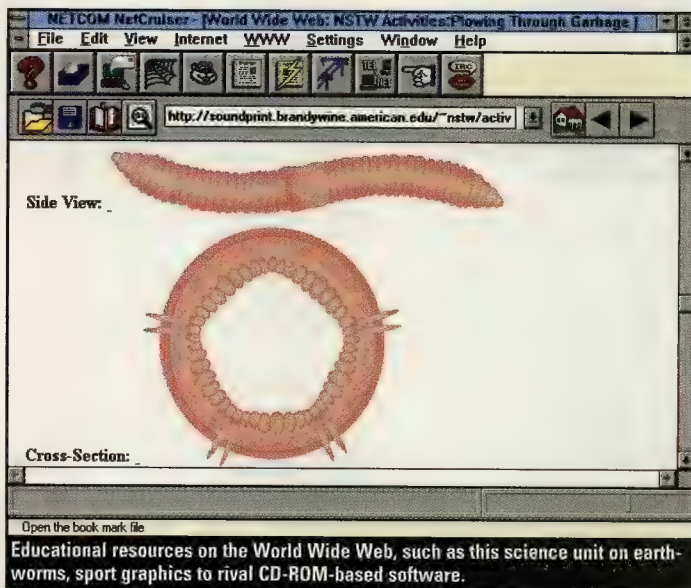 NETCOM NetCruiser - [World Wide Web: NSTW Activities:Plowing Through Garbage ]
File Edit View Internet WWW Settings Window Help
TEL NET IRC
http://soundprint.brandywine.american.edu/~nstw/activ
Side View: _
Cross-Section: _
Open the book mark file
Educational resources on the World Wide Web, such as this science unit on earth-
worms, sport graphics to rival CD-ROM-based software.